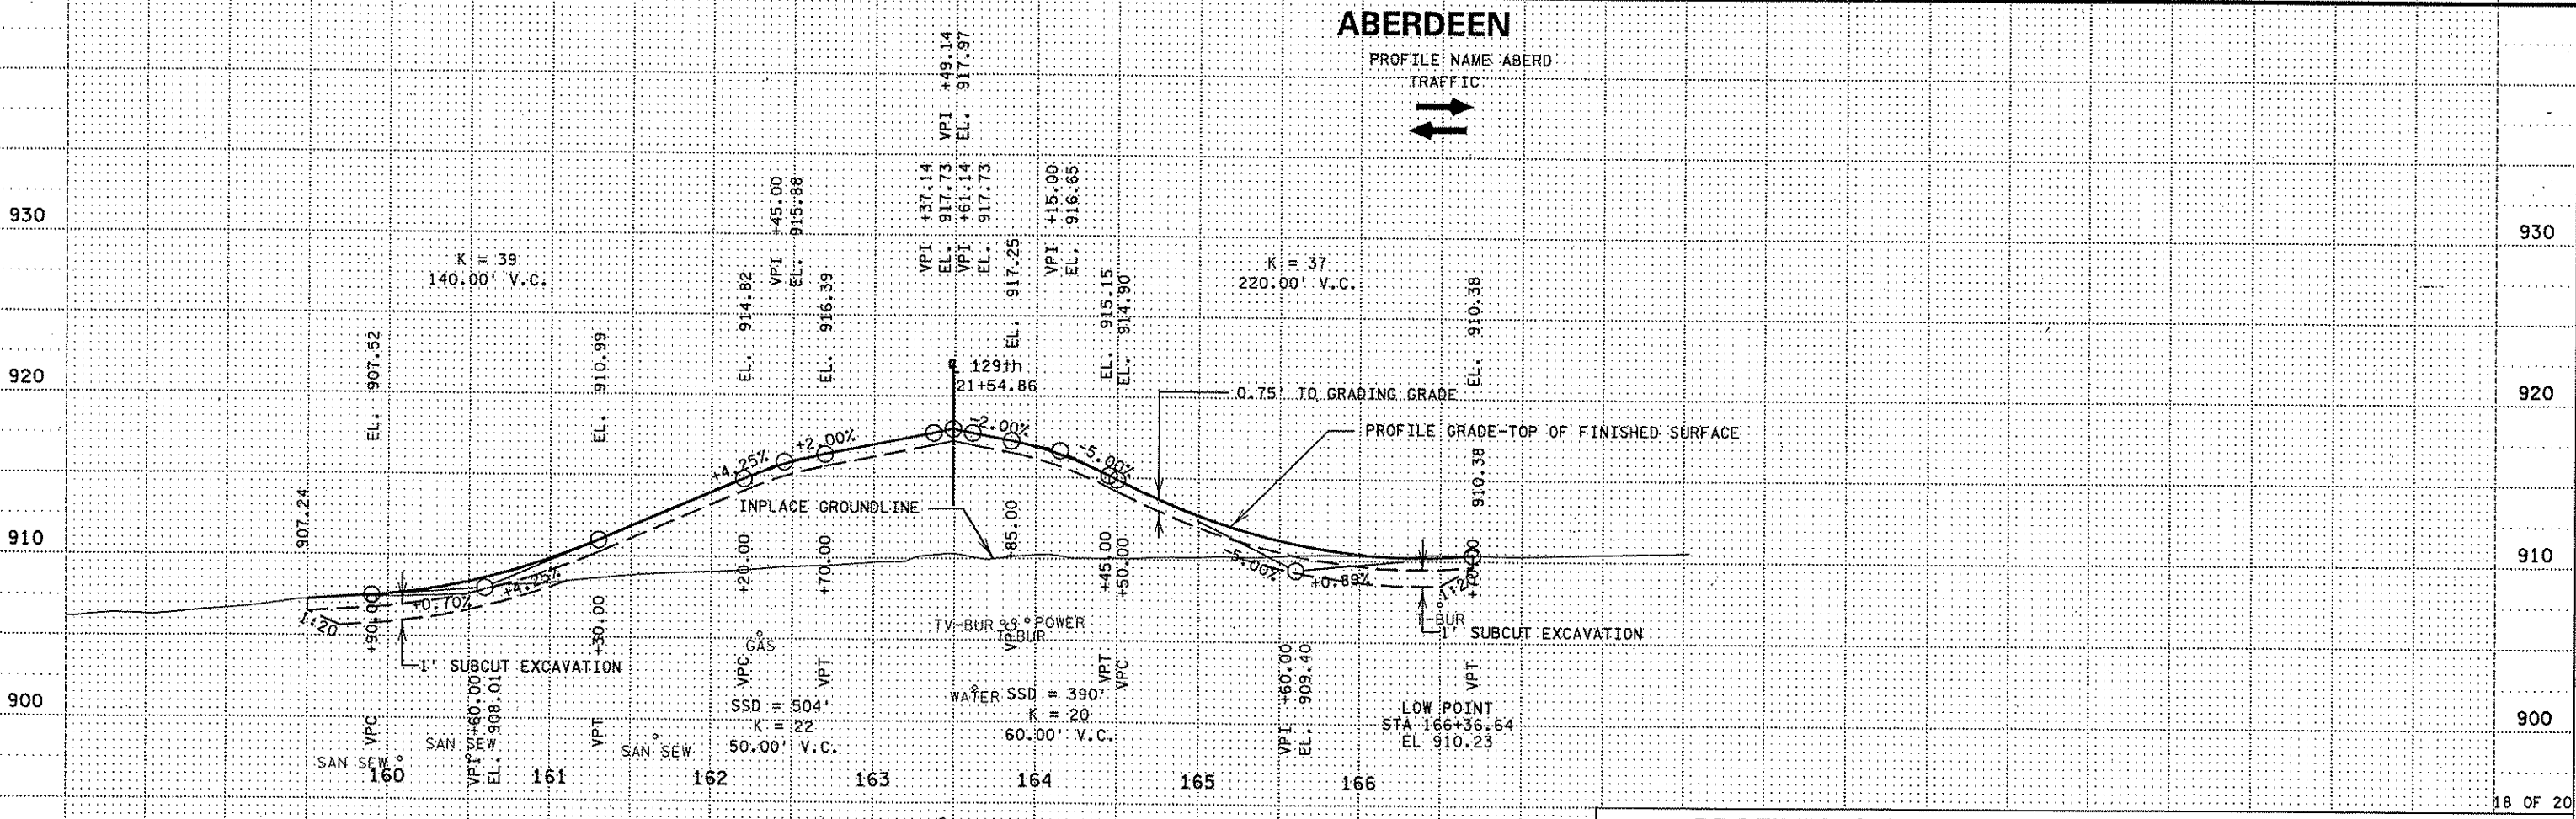 ABERDEEN
PROFILE NAME ABERD
TRAFFIC
930
920
910
900
930
920
910
900
K = 39
140.00' V.C.
907.24
EL. 907.52
EL. 910.99
EL. 914.82
VPI +45.00
EL. 915.88
EL. 916.39
VPI +37.14
EL. 917.73
VPI +49.14
EL. 917.97
VPI +61.14
EL. 917.73
EL. 917.25
VPI +15.00
EL. 916.65
EL. 915.15
EL. 914.90
K = 37
220.00' V.C.
EL. 910.38
910.38
129th
21+54.86
0.75' TO GRADING GRADE
PROFILE GRADE-TOP OF FINISHED SURFACE
INPLACE GROUNDLINE
+0.70%
+4.25%
+4.25%
+2.00%
-2.00%
-5.00%
-5.00%
+0.89%
1:20
1:20
1' SUBCUT EXCAVATION
1' SUBCUT EXCAVATION
VPC +90.00
VPI +60.00
EL. 908.01
VPT +30.00
VPC +20.00
VPT +70.00
VPC +85.00
VPT +45.00
VPC +50.00
VPI +60.00
EL. 909.40
VPT
SAN SEW
SAN SEW
SAN SEW
GAS
TV-BUR
POWER
T-BUR
WATER
T-BUR
SSD = 504'
K = 22
50.00' V.C.
SSD = 390'
K = 20
60.00' V.C.
LOW POINT
STA 166+36.64
EL 910.23
160 161 162 163 164 165 166
18 OF 20